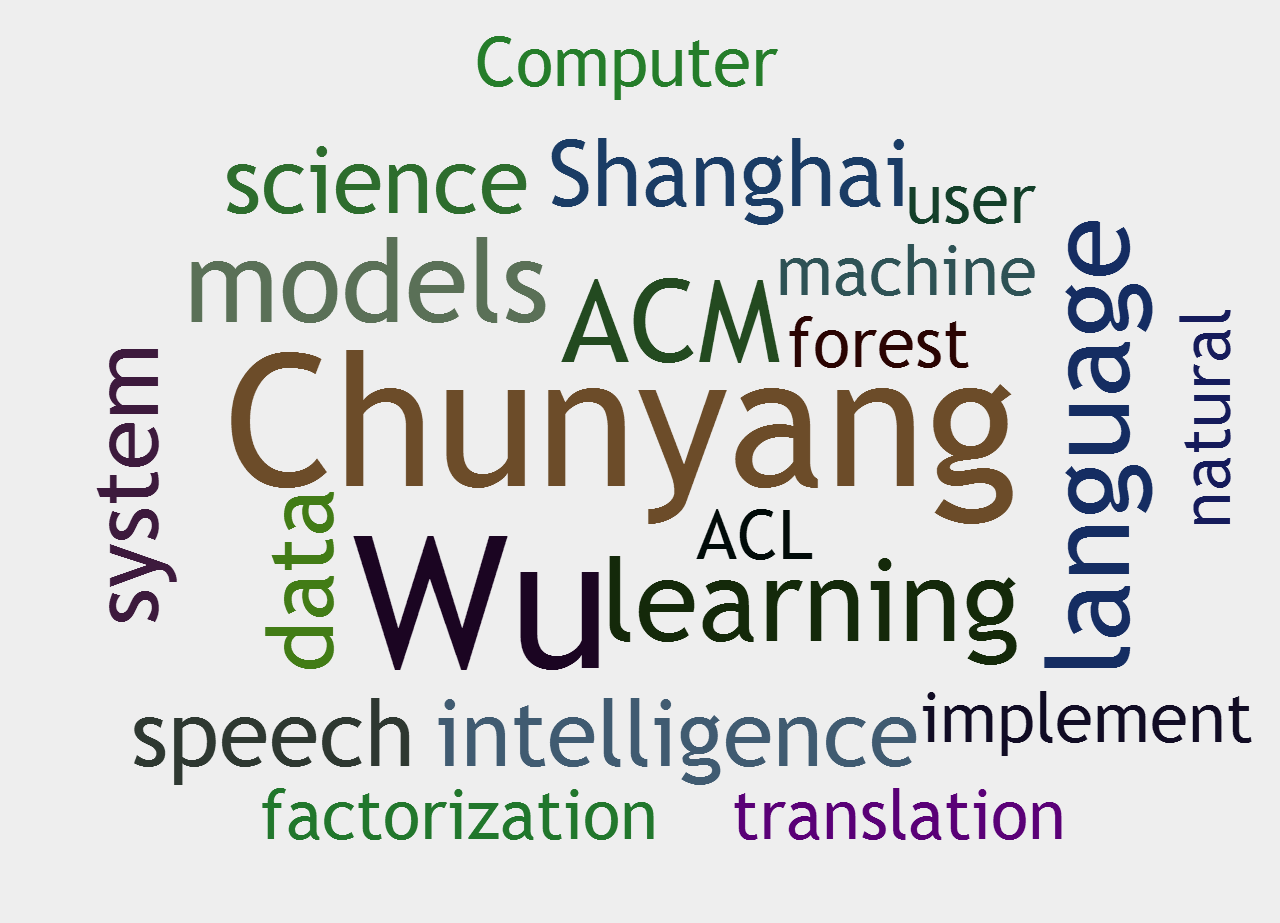 Computer
science
Shanghai
user
models
ACM
machine
forest
language
natural
system
Chunyang
data
Wu
ACL
learning
speech
intelligence
implement
factorization
translation